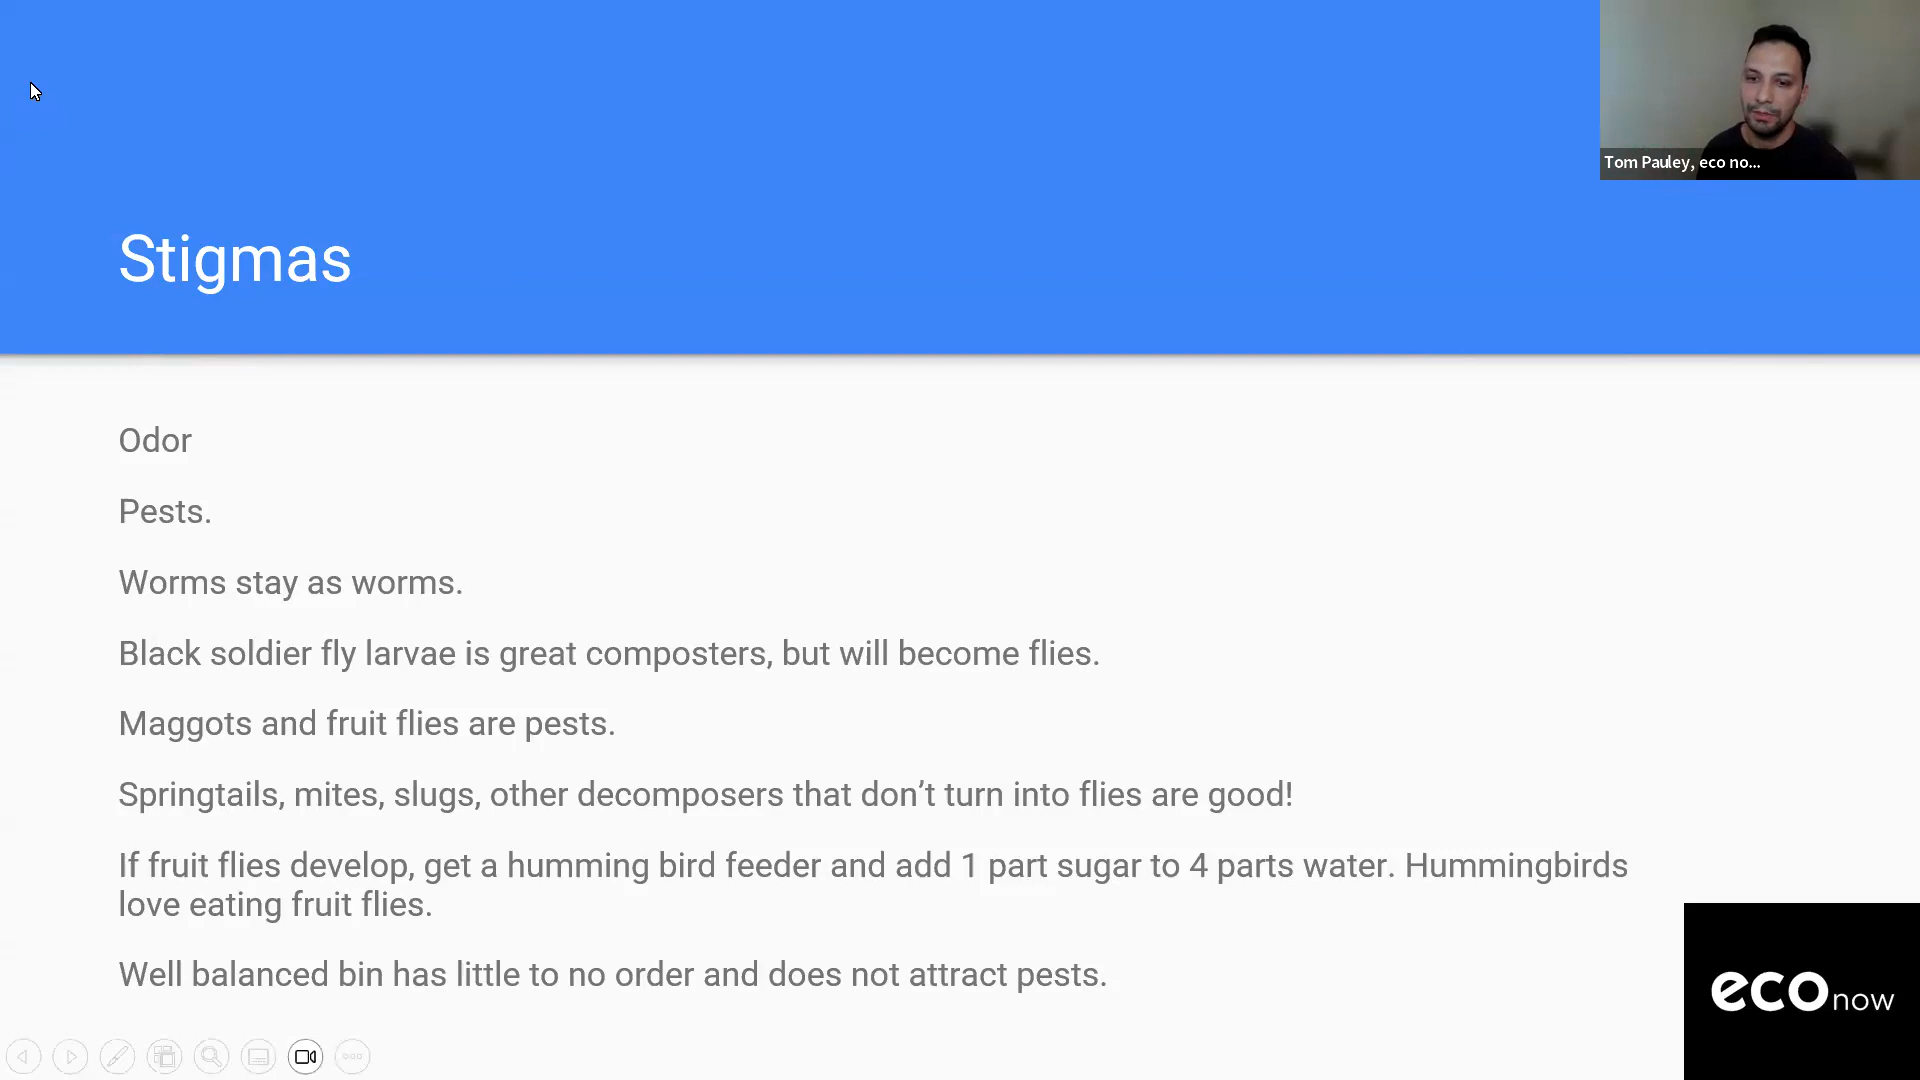 Tom Pauley, eco no...
Stigmas
Odor
Pests.
Worms stay as worms.
Black soldier fly larvae is great composters, but will become flies.
Maggots and fruit flies are pests.
Springtails, mites, slugs, other decomposers that don’t turn into flies are good!
If fruit flies develop, get a humming bird feeder and add 1 part sugar to 4 parts water. Hummingbirds
love eating fruit flies.
Well balanced bin has little to no order and does not attract pests.
eco now